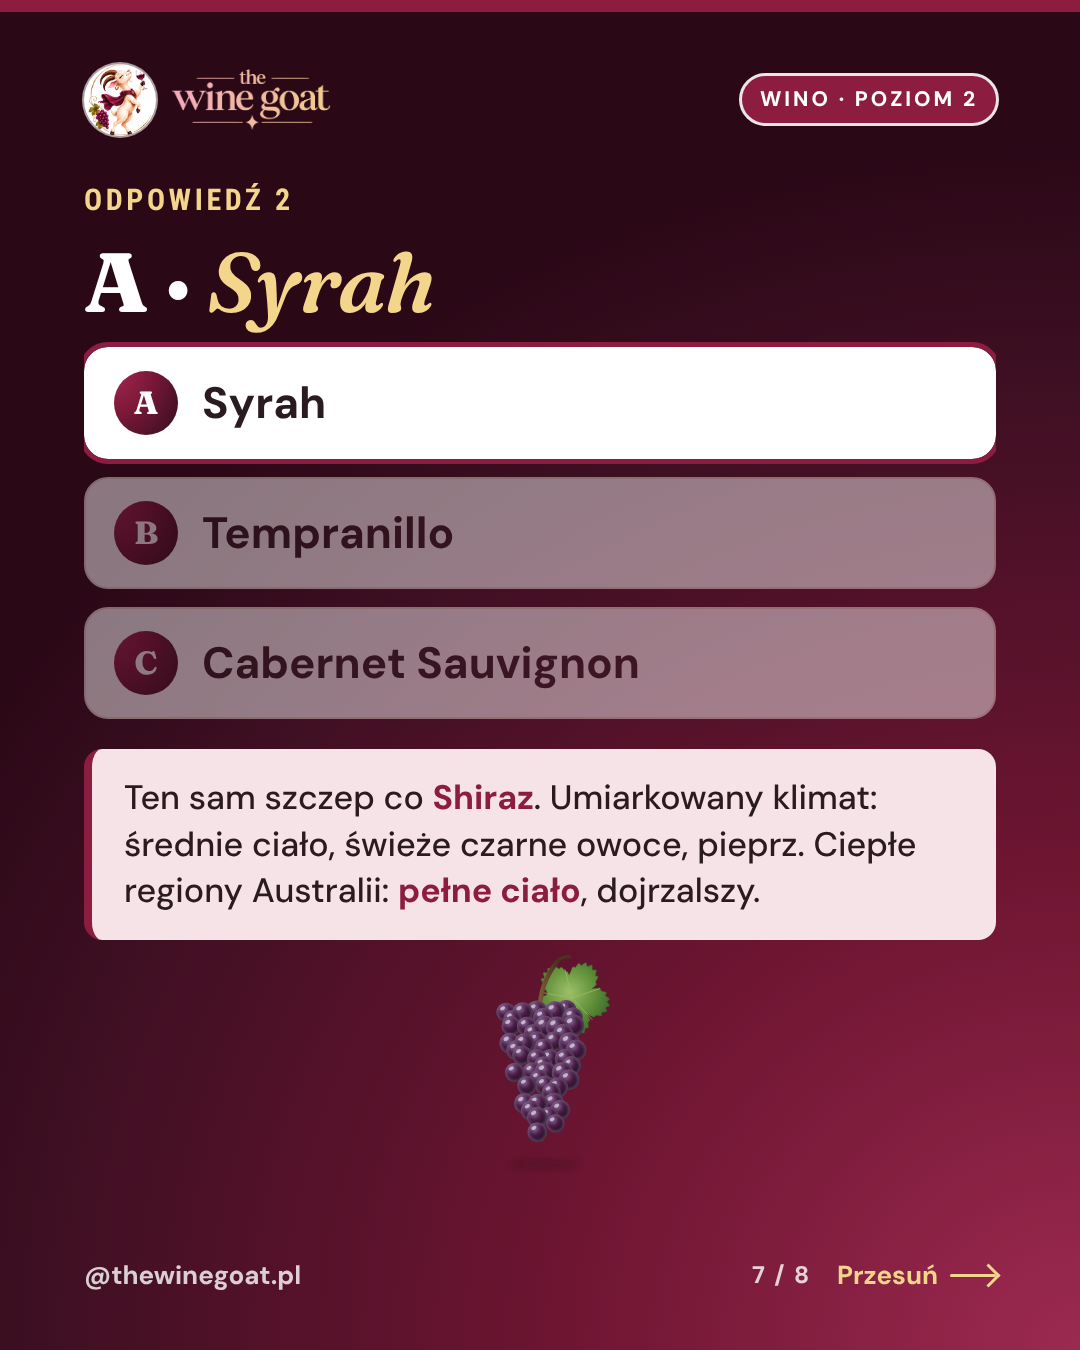 the
wine goat
WINO · POZIOM 2
ODPOWIEDŹ 2
A · Syrah
A Syrah
B Tempranillo
C Cabernet Sauvignon
Ten sam szczep co Shiraz. Umiarkowany klimat:
średnie ciało, świeże czarne owoce, pieprz. Ciepłe
regiony Australii: pełne ciało, dojrzalszy.
@thewinegoat.pl
7 / 8 Przesuń